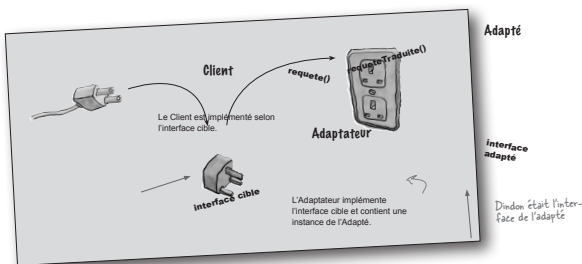 Adapté
Client
requete()
requeteTraduite()
Le Client est implémenté selon
l'interface cible.
Adaptateur
interface
adapté
interface cible
L'Adaptateur implémente
l'interface cible et contient une
instance de l'Adapté.
Dindon était l'inter-
face de l'adapté